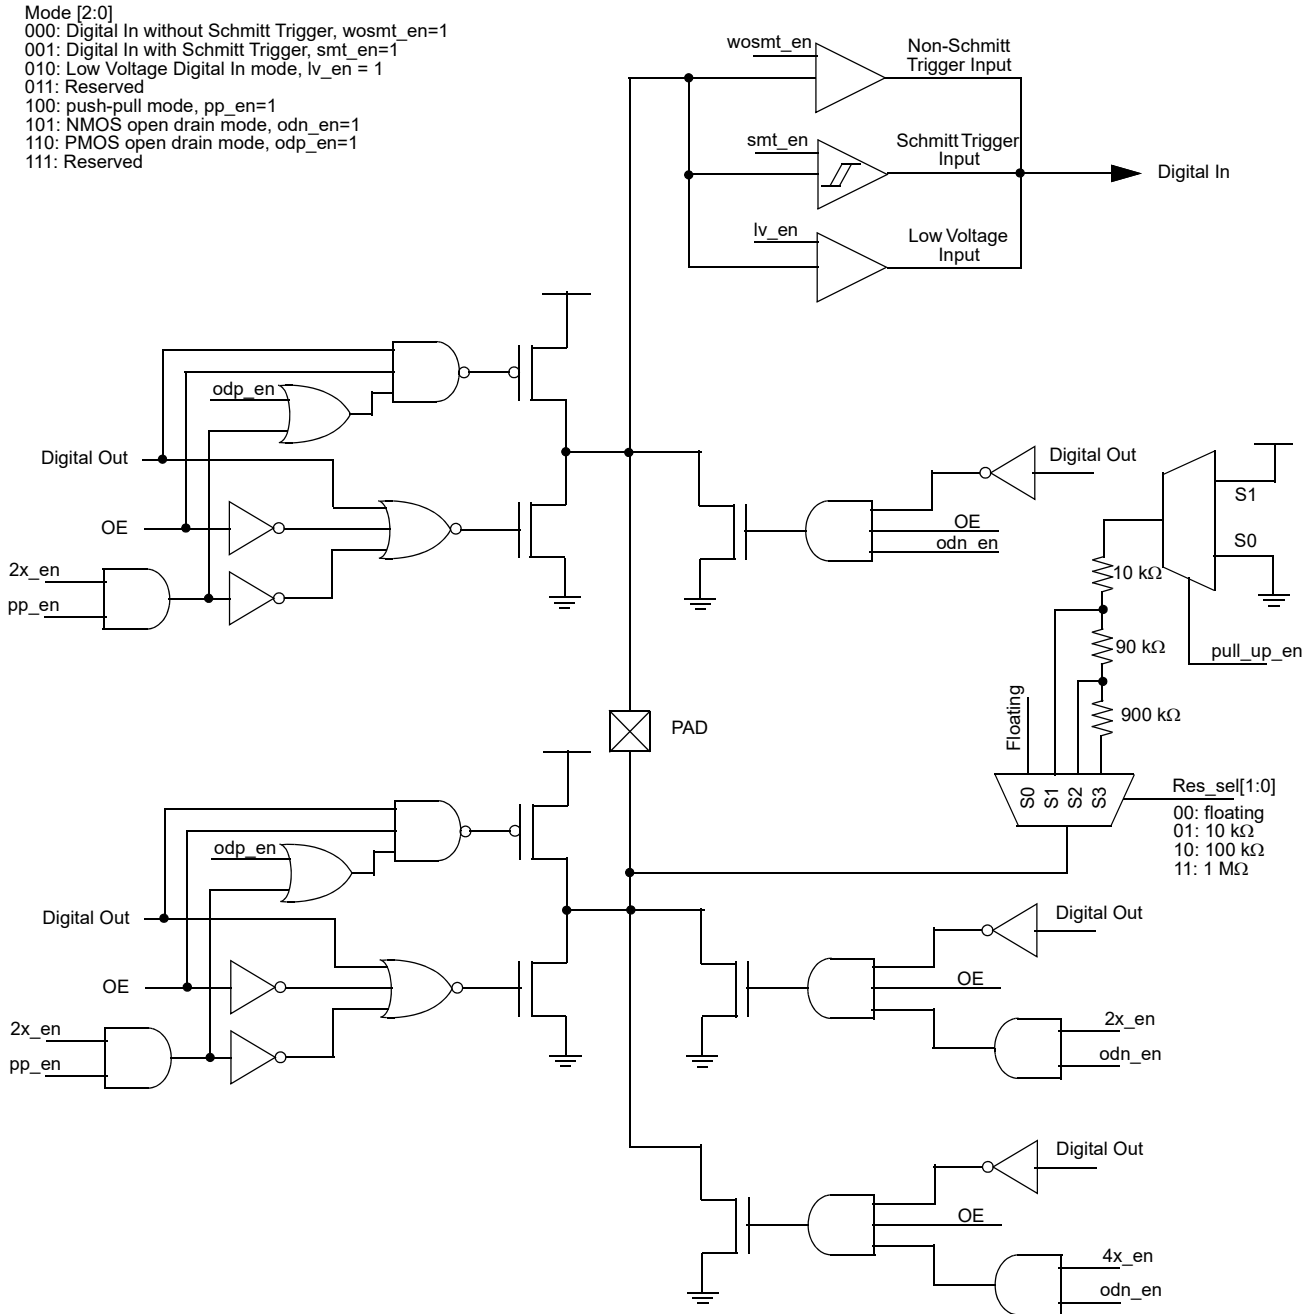 Mode [2:0]
000: Digital In without Schmitt Trigger, wosmt_en=1
001: Digital In with Schmitt Trigger, smt_en=1
010: Low Voltage Digital In mode, lv_en = 1
011: Reserved
100: push-pull mode, pp_en=1
101: NMOS open drain mode, odn_en=1
110: PMOS open drain mode, odp_en=1
111: Reserved
wosmt_en
Non-Schmitt
Trigger Input
smt_en
Schmitt Trigger
Input
Digital In
lv_en
Low Voltage
Input
odp_en
Digital Out
OE
2x_en
pp_en
Digital Out
OE
odn_en
S1
S0
10 kΩ
90 kΩ
900 kΩ
pull_up_en
Floating
S0
S1
S2
S3
Res_sel[1:0]
00: floating
01: 10 kΩ
10: 100 kΩ
11: 1 MΩ
PAD
odp_en
Digital Out
OE
2x_en
pp_en
Digital Out
OE
2x_en
odn_en
Digital Out
OE
4x_en
odn_en